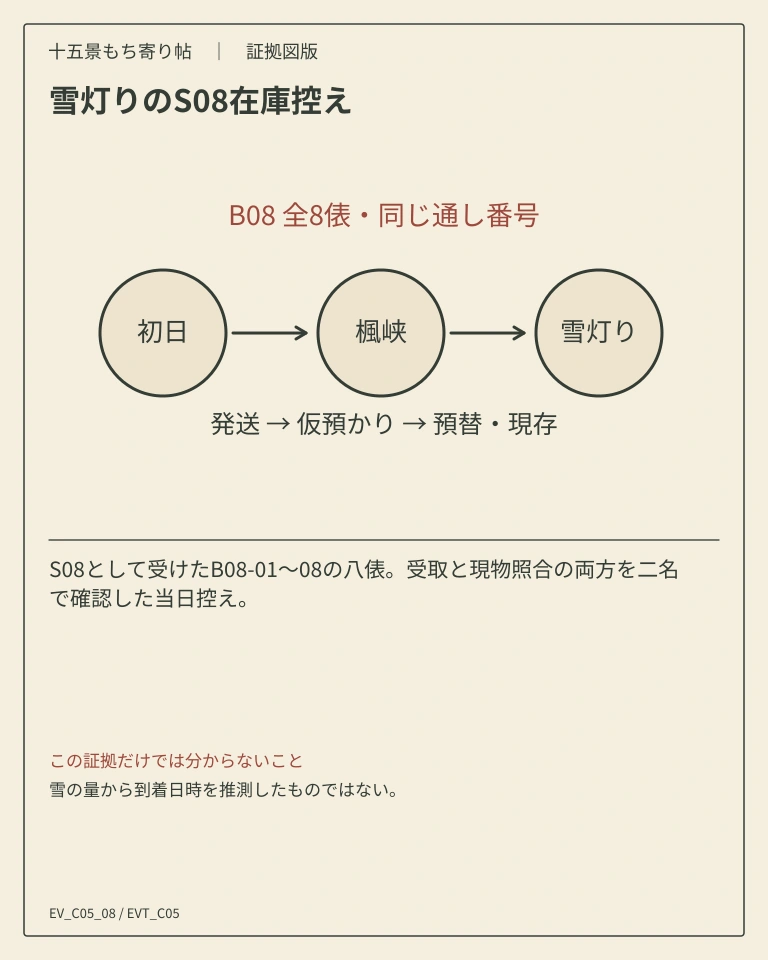 十五景もち寄り帖 ｜ 証拠図版
雪灯りのS08在庫控え
B08 全8俵・同じ通し番号
初日
楓峡
雪灯り
発送 → 仮預かり → 預替・現存
S08として受けたB08-01〜08の八俵。受取と現物照合の両方を二名
で確認した当日控え。
この証拠だけでは分からないこと
雪の量から到着日時を推測したものではない。
EV_C05_08 / EVT_C05